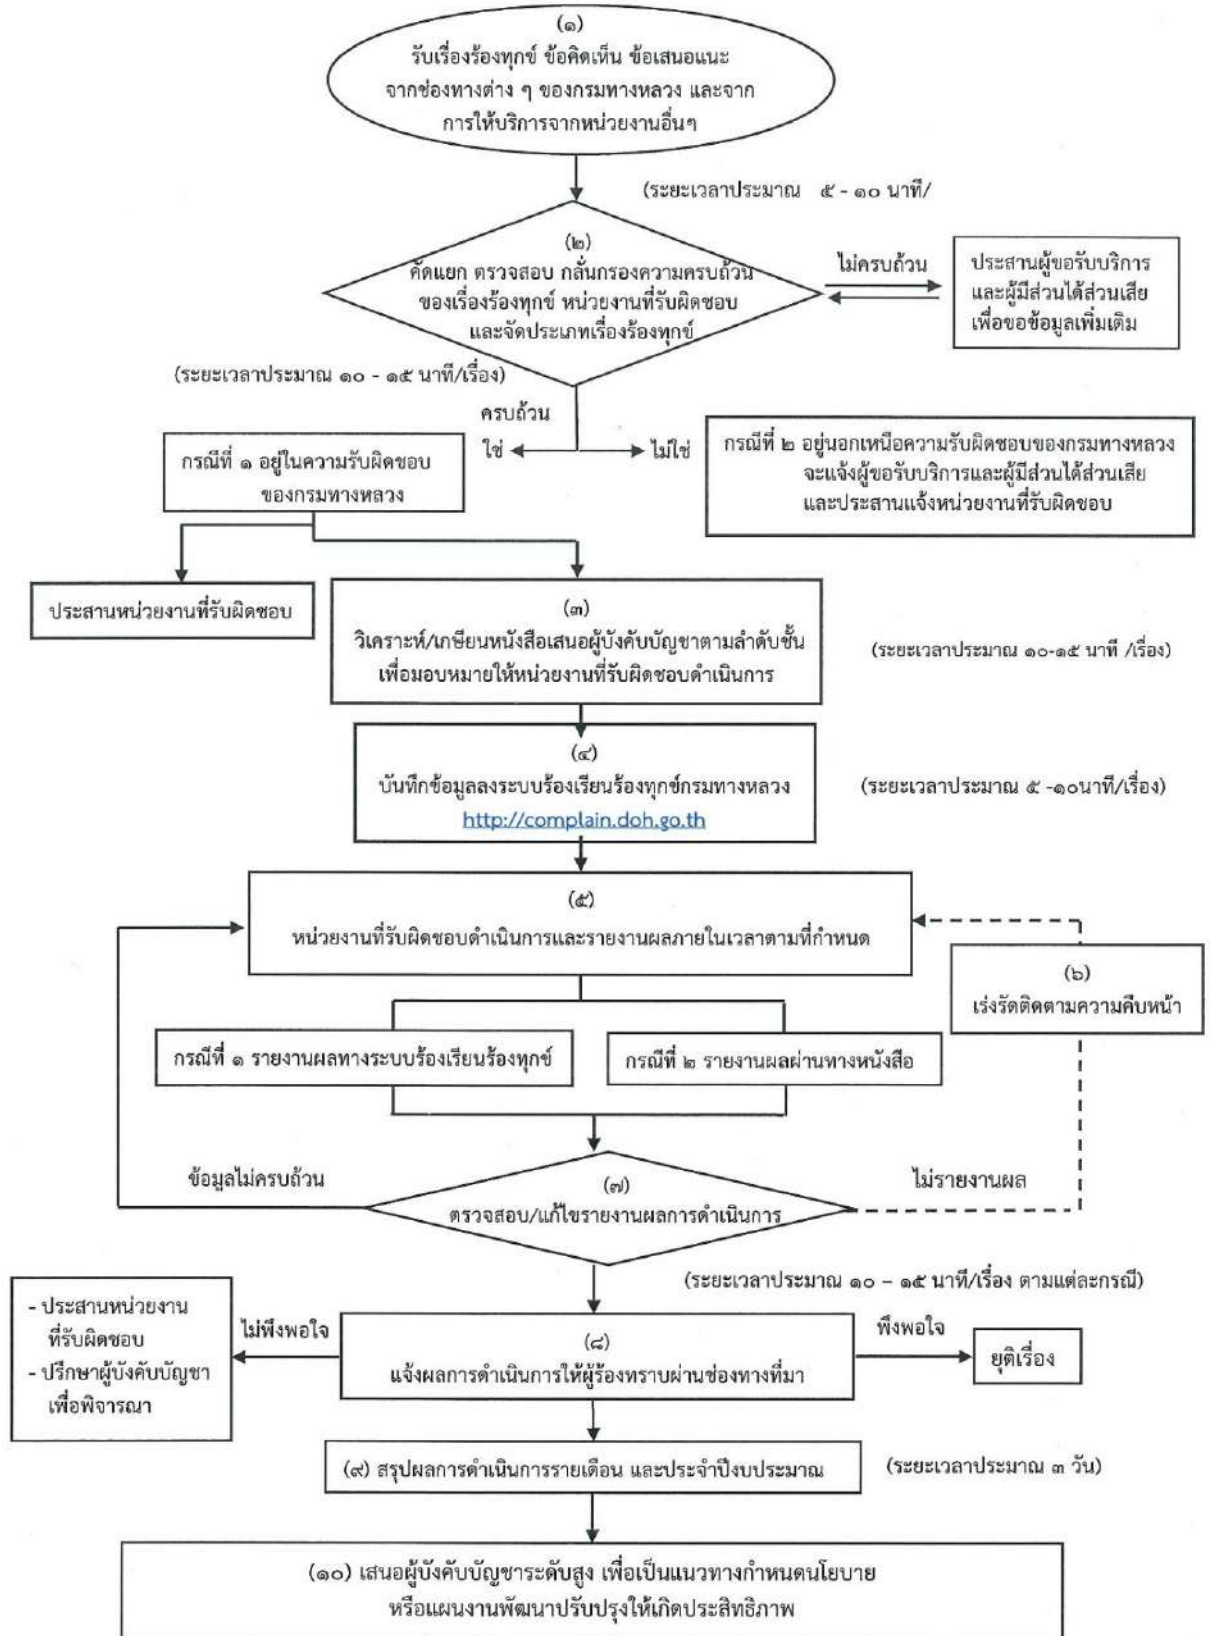 (๑)
รับเรื่องร้องทุกข์ ข้อคิดเห็น ข้อเสนอแนะ
จากช่องทางต่าง ๆ ของกรมทางหลวง และจาก
การให้บริการจากหน่วยงานอื่นๆ
(ระยะเวลาประมาณ ๕ - ๑๐ นาที/
(๒)
คัดแยก ตรวจสอบ กลั่นกรองความครบถ้วน
ของเรื่องร้องทุกข์ หน่วยงานที่รับผิดชอบ
และจัดประเภทเรื่องร้องทุกข์
ไม่ครบถ้วน
ประสานผู้ขอรับบริการ
และผู้มีส่วนได้ส่วนเสีย
เพื่อขอข้อมูลเพิ่มเติม
(ระยะเวลาประมาณ ๑๐ - ๑๕ นาที/เรื่อง)
ครบถ้วน
ใช่
ไม่ใช่
กรณีที่ ๑ อยู่ในความรับผิดชอบ
ของกรมทางหลวง
กรณีที่ ๒ อยู่นอกเหนือความรับผิดชอบของกรมทางหลวง
จะแจ้งผู้ขอรับบริการและผู้มีส่วนได้ส่วนเสีย
และประสานแจ้งหน่วยงานที่รับผิดชอบ
ประสานหน่วยงานที่รับผิดชอบ
(๓)
วิเคราะห์/เกษียนหนังสือเสนอผู้บังคับบัญชาตามลำดับชั้น
เพื่อมอบหมายให้หน่วยงานที่รับผิดชอบดำเนินการ
(ระยะเวลาประมาณ ๑๐-๑๕ นาที /เรื่อง)
(๔)
บันทึกข้อมูลลงระบบร้องเรียนร้องทุกข์กรมทางหลวง
http://complain.doh.go.th
(ระยะเวลาประมาณ ๕ -๑๐นาที/เรื่อง)
(๕)
หน่วยงานที่รับผิดชอบดำเนินการและรายงานผลภายในเวลาตามที่กำหนด
(๖)
เร่งรัดติดตามความคืบหน้า
กรณีที่ ๑ รายงานผลทางระบบร้องเรียนร้องทุกข์
กรณีที่ ๒ รายงานผลผ่านทางหนังสือ
ข้อมูลไม่ครบถ้วน
(๗)
ตรวจสอบ/แก้ไขรายงานผลการดำเนินการ
ไม่รายงานผล
(ระยะเวลาประมาณ ๑๐ – ๑๕ นาที/เรื่อง ตามแต่ละกรณี)
- ประสานหน่วยงาน
ที่รับผิดชอบ
- ปรึกษาผู้บังคับบัญชา
เพื่อพิจารณา
ไม่พึงพอใจ
(๘)
แจ้งผลการดำเนินการให้ผู้ร้องทราบผ่านช่องทางที่มา
พึงพอใจ
ยุติเรื่อง
(๙) สรุปผลการดำเนินการรายเดือน และประจำปีงบประมาณ
(ระยะเวลาประมาณ ๓ วัน)
(๑๐) เสนอผู้บังคับบัญชาระดับสูง เพื่อเป็นแนวทางกำหนดนโยบาย
หรือแผนงานพัฒนาปรับปรุงให้เกิดประสิทธิภาพ